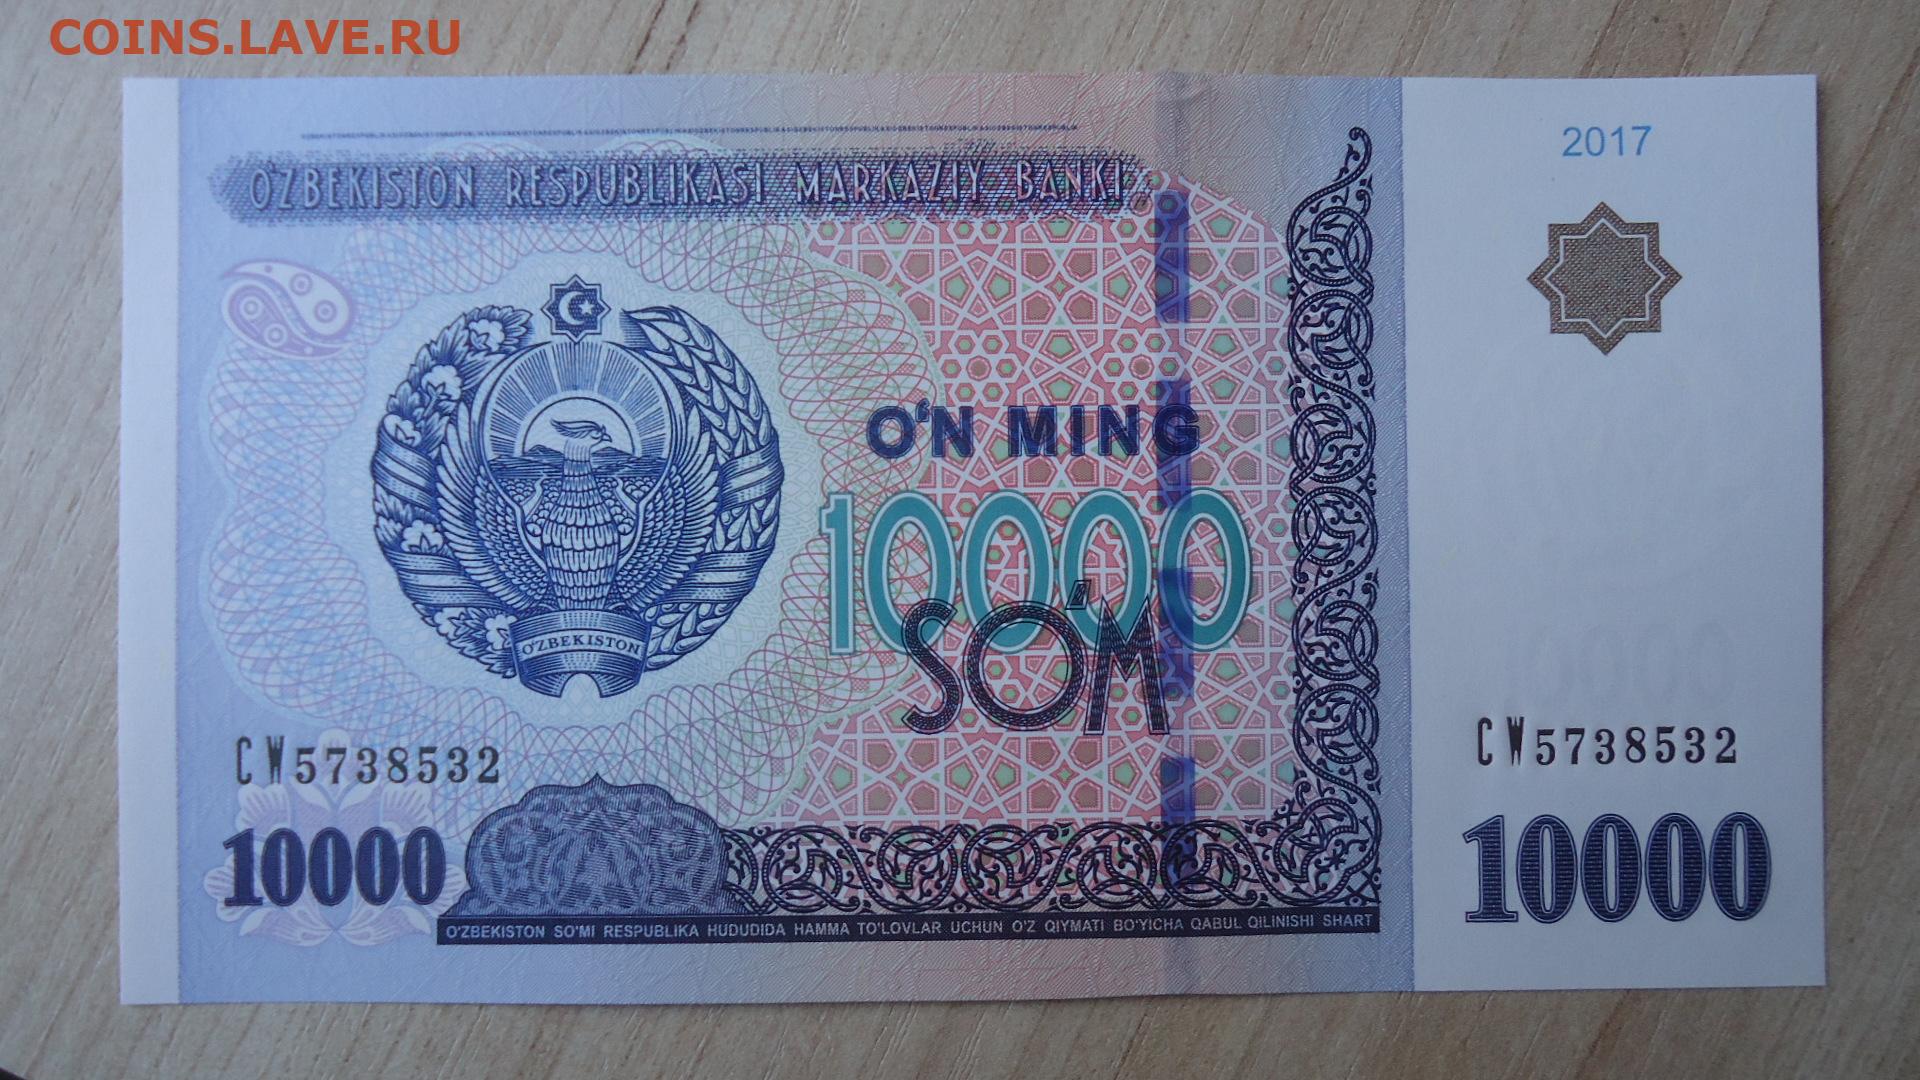 COINS.LAVE.RU
2017
O'ZBEKISTON RESPUBLIKASI MARKAZIY BANKI
O'N MING
10000
SO'M
O'ZBEKISTON
CW5738532
CW5738532
10000
10000
O'ZBEKISTON SO'MI RESPUBLIKA HUDUDIDA HAMMA TO'LOVLAR UCHUN O'Z QIYMATI BO'YICHA QABUL QILINISHI SHART